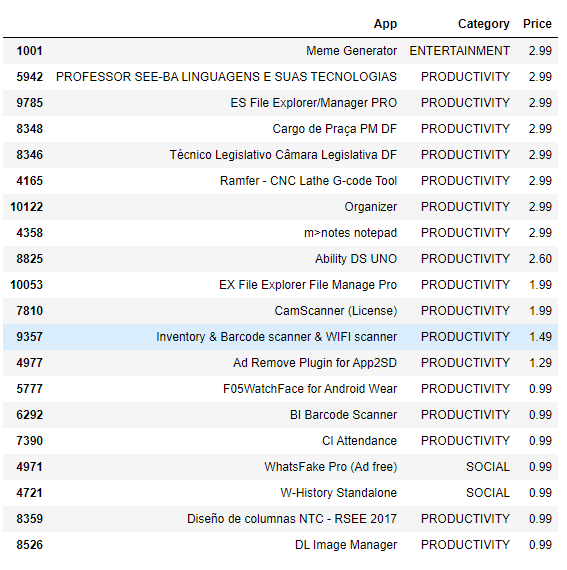 App Category Price
1001 Meme Generator ENTERTAINMENT 2.99
5942 PROFESSOR SEE-BA LINGUAGENS E SUAS TECNOLOGIAS PRODUCTIVITY 2.99
9785 ES File Explorer/Manager PRO PRODUCTIVITY 2.99
8348 Cargo de Praça PM DF PRODUCTIVITY 2.99
8346 Técnico Legislativo Câmara Legislativa DF PRODUCTIVITY 2.99
4165 Ramfer - CNC Lathe G-code Tool PRODUCTIVITY 2.99
10122 Organizer PRODUCTIVITY 2.99
4358 m>notes notepad PRODUCTIVITY 2.99
8825 Ability DS UNO PRODUCTIVITY 2.60
10053 EX File Explorer File Manage Pro PRODUCTIVITY 1.99
7810 CamScanner (License) PRODUCTIVITY 1.99
9357 Inventory & Barcode scanner & WIFI scanner PRODUCTIVITY 1.49
4977 Ad Remove Plugin for App2SD PRODUCTIVITY 1.29
5777 F05WatchFace for Android Wear PRODUCTIVITY 0.99
6292 BI Barcode Scanner PRODUCTIVITY 0.99
7390 CI Attendance PRODUCTIVITY 0.99
4971 WhatsFake Pro (Ad free) SOCIAL 0.99
4721 W-History Standalone SOCIAL 0.99
8359 Diseño de columnas NTC - RSEE 2017 PRODUCTIVITY 0.99
8526 DL Image Manager PRODUCTIVITY 0.99